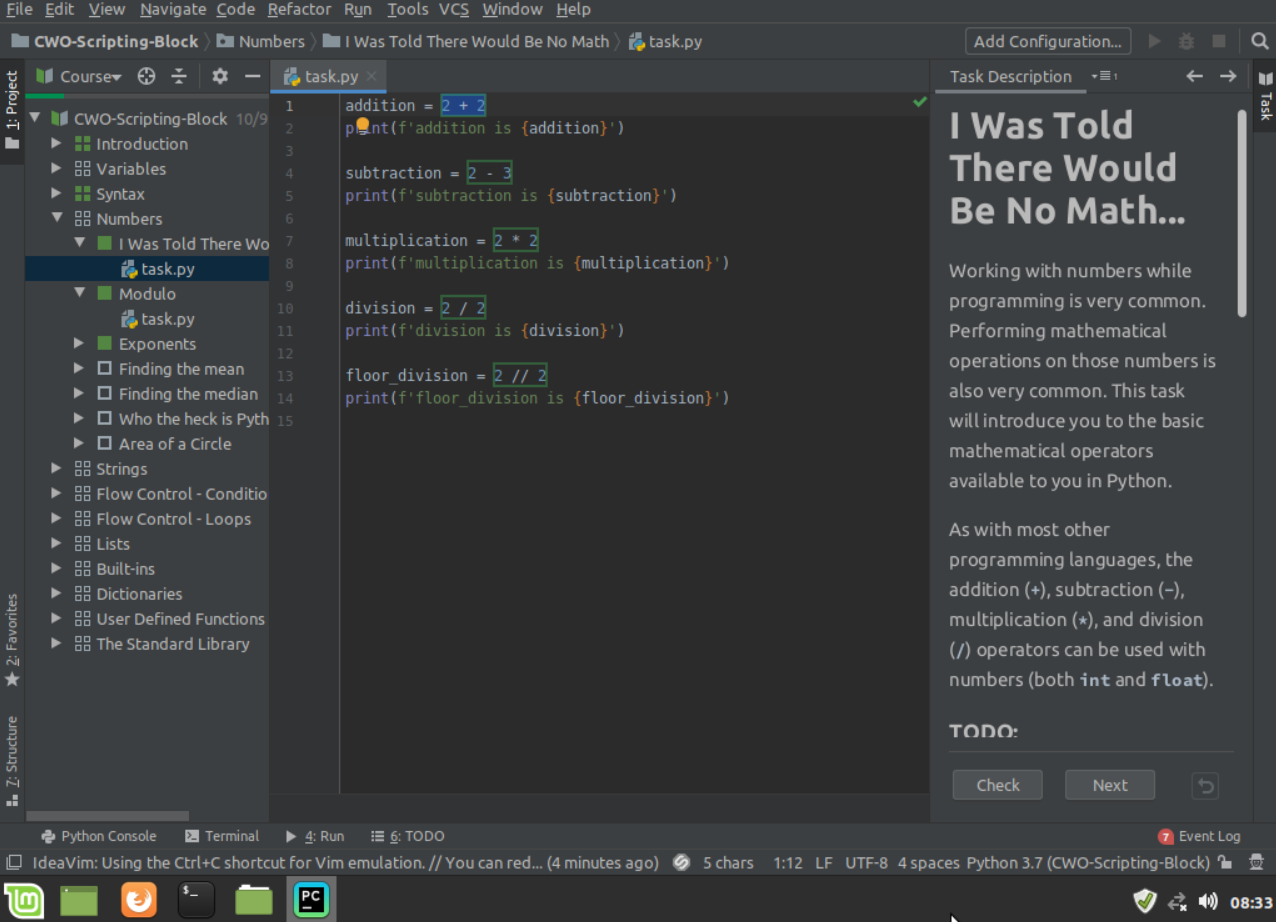 File Edit View Navigate Code Refactor Run Tools VCS Window Help
CWO-Scripting-Block Numbers I Was Told There Would Be No Math task.py Add Configuration...
1: Project
Course
task.py
Task Description
1
Task
CWO-Scripting-Block 10/9
Introduction
Variables
Syntax
Numbers
I Was Told There Wo
task.py
Modulo
task.py
Exponents
Finding the mean
Finding the median
Who the heck is Pyth
Area of a Circle
Strings
Flow Control - Conditio
Flow Control - Loops
Lists
Built-ins
Dictionaries
User Defined Functions
The Standard Library
2: Favorites
7: Structure
1 addition = 2 + 2
2 print(f'addition is {addition}')
3
4 subtraction = 2 - 3
5 print(f'subtraction is {subtraction}')
6
7 multiplication = 2 * 2
8 print(f'multiplication is {multiplication}')
9
10 division = 2 / 2
11 print(f'division is {division}')
12
13 floor_division = 2 // 2
14 print(f'floor_division is {floor_division}')
15
I Was Told
There Would
Be No Math...
Working with numbers while
programming is very common.
Performing mathematical
operations on those numbers is
also very common. This task
will introduce you to the basic
mathematical operators
available to you in Python.
As with most other
programming languages, the
addition (+), subtraction (-),
multiplication (*), and division
(/) operators can be used with
numbers (both int and float).
TODO:
Check Next
Python Console Terminal 4: Run 6: TODO 7 Event Log
IdeaVim: Using the Ctrl+C shortcut for Vim emulation. // You can red... (4 minutes ago) 5 chars 1:12 LF UTF-8 4 spaces Python 3.7 (CWO-Scripting-Block)
$_
PC
08:33